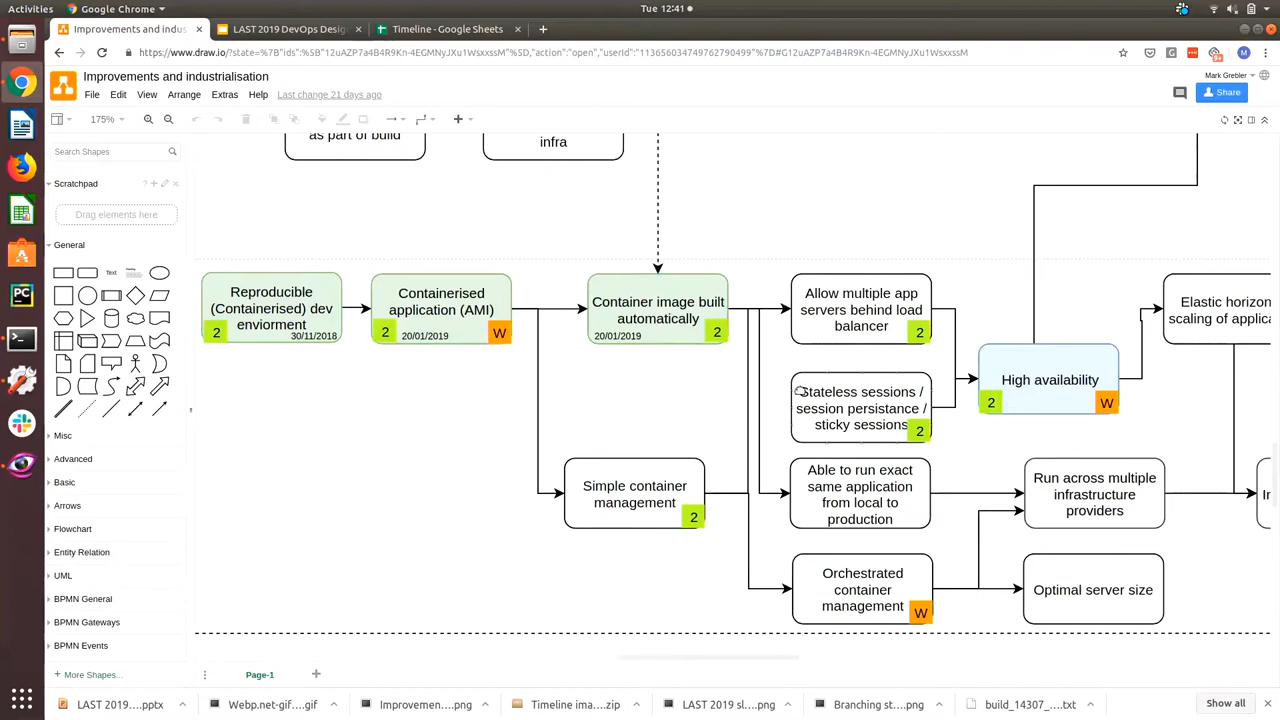 Activities
Google Chrome
Tue 12:41
Improvements and indus
LAST 2019 DevOps Desig
Timeline - Google Sheets
https://www.draw.io/?state=%7B"ids":%5B"12uAZP7a4B4R9Kn-4EGMNyJXu1WsxxssM"%5D,"action":"open","userId":"113656034749762790499"%7D#G12uAZP7a4B4R9Kn-4EGMNyJXu1WsxxssM
M
Improvements and industrialisation
Mark Grebler
File Edit View Arrange Extras Help Last change 21 days ago
Share
175%
Search Shapes
Scratchpad
Drag elements here
General
Text
Misc
Advanced
Basic
Arrows
Flowchart
Entity Relation
UML
BPMN General
BPMN Gateways
BPMN Events
+ More Shapes...
as part of build
infra
Reproducible
(Containerised) dev
enviorment
2
30/11/2018
Containerised
application (AMI)
2
20/01/2019
W
Container image built
automatically
20/01/2019
2
Allow multiple app
servers behind load
balancer
2
Stateless sessions /
session persistance /
sticky sessions
2
High availability
2
W
Elastic horizon
scaling of applica
Simple container
management
2
Able to run exact
same application
from local to
production
Run across multiple
infrastructure
providers
Orchestrated
container
management
W
Optimal server size
Page-1
LAST 2019....pptx
Webp.net-gif....gif
Improvemen....png
Timeline ima....zip
LAST 2019 sl....png
Branching st....png
build_14307_....txt
Show all